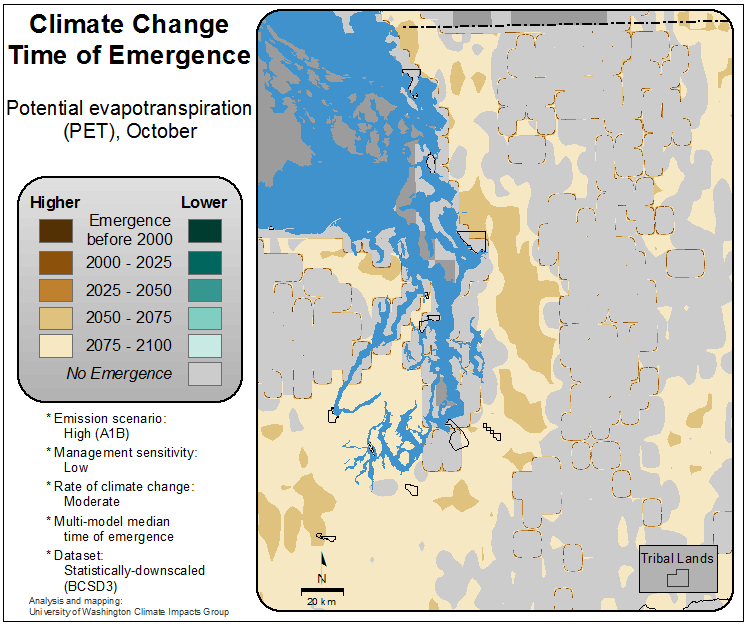 Climate Change
Time of Emergence
Potential evapotranspiration
(PET), October
Higher Lower
Emergence
before 2000
2000 - 2025
2025 - 2050
2050 - 2075
2075 - 2100
No Emergence
* Emission scenario:
High (A1B)
* Management sensitivity:
Low
* Rate of climate change:
Moderate
* Multi-model median
time of emergence
* Dataset:
Statistically-downscaled
(BCSD3)
Analysis and mapping:
University of Washington Climate Impacts Group
N
20 km
Tribal Lands